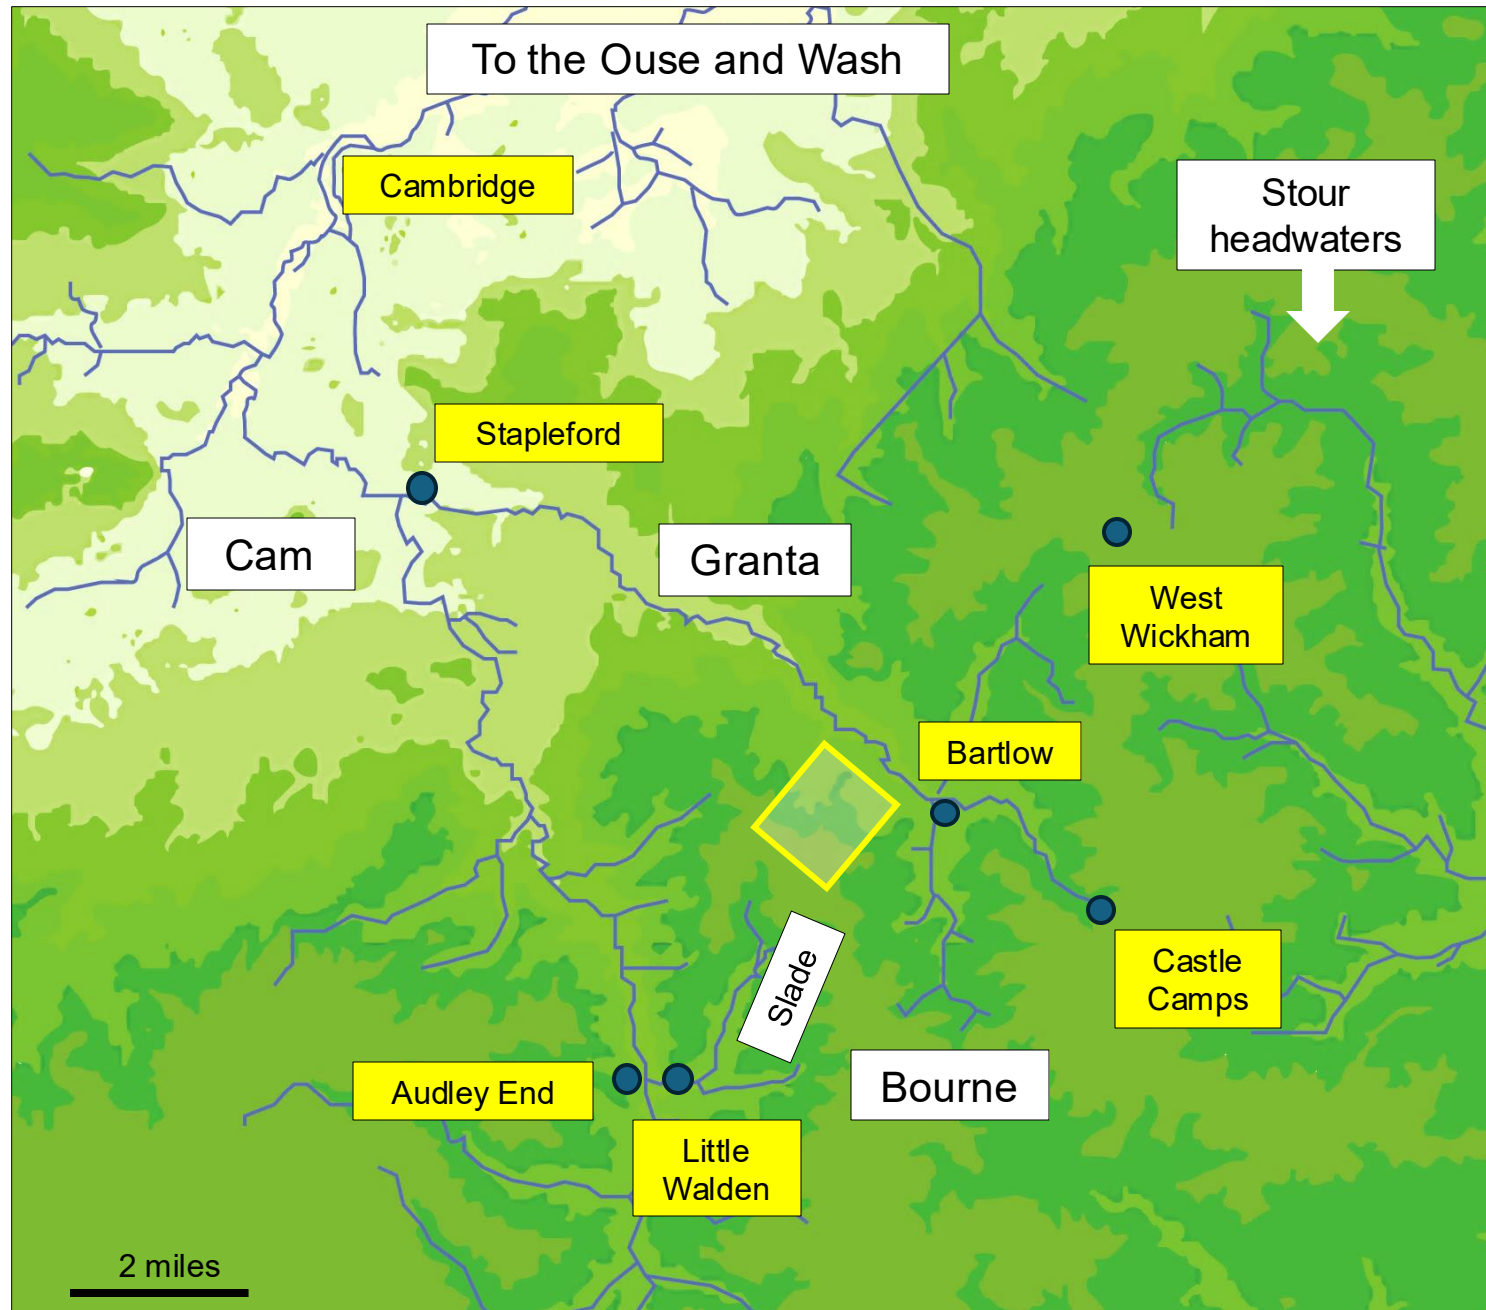 To the Ouse and Wash
Cambridge
Stour
headwaters
Stapleford
Cam
Granta
West
Wickham
Bartlow
Slade
Castle
Camps
Audley End
Bourne
Little
Walden
2 miles